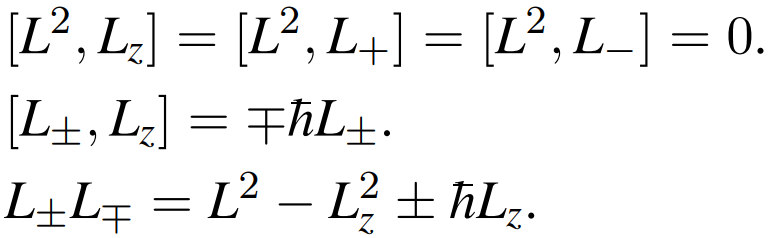 [L², L_z] = [L², L₊] = [L², L₋] = 0.
[L_±, L_z] = ∓ℏL_±.
L_±L_∓ = L² − L_z² ± ℏL_z.